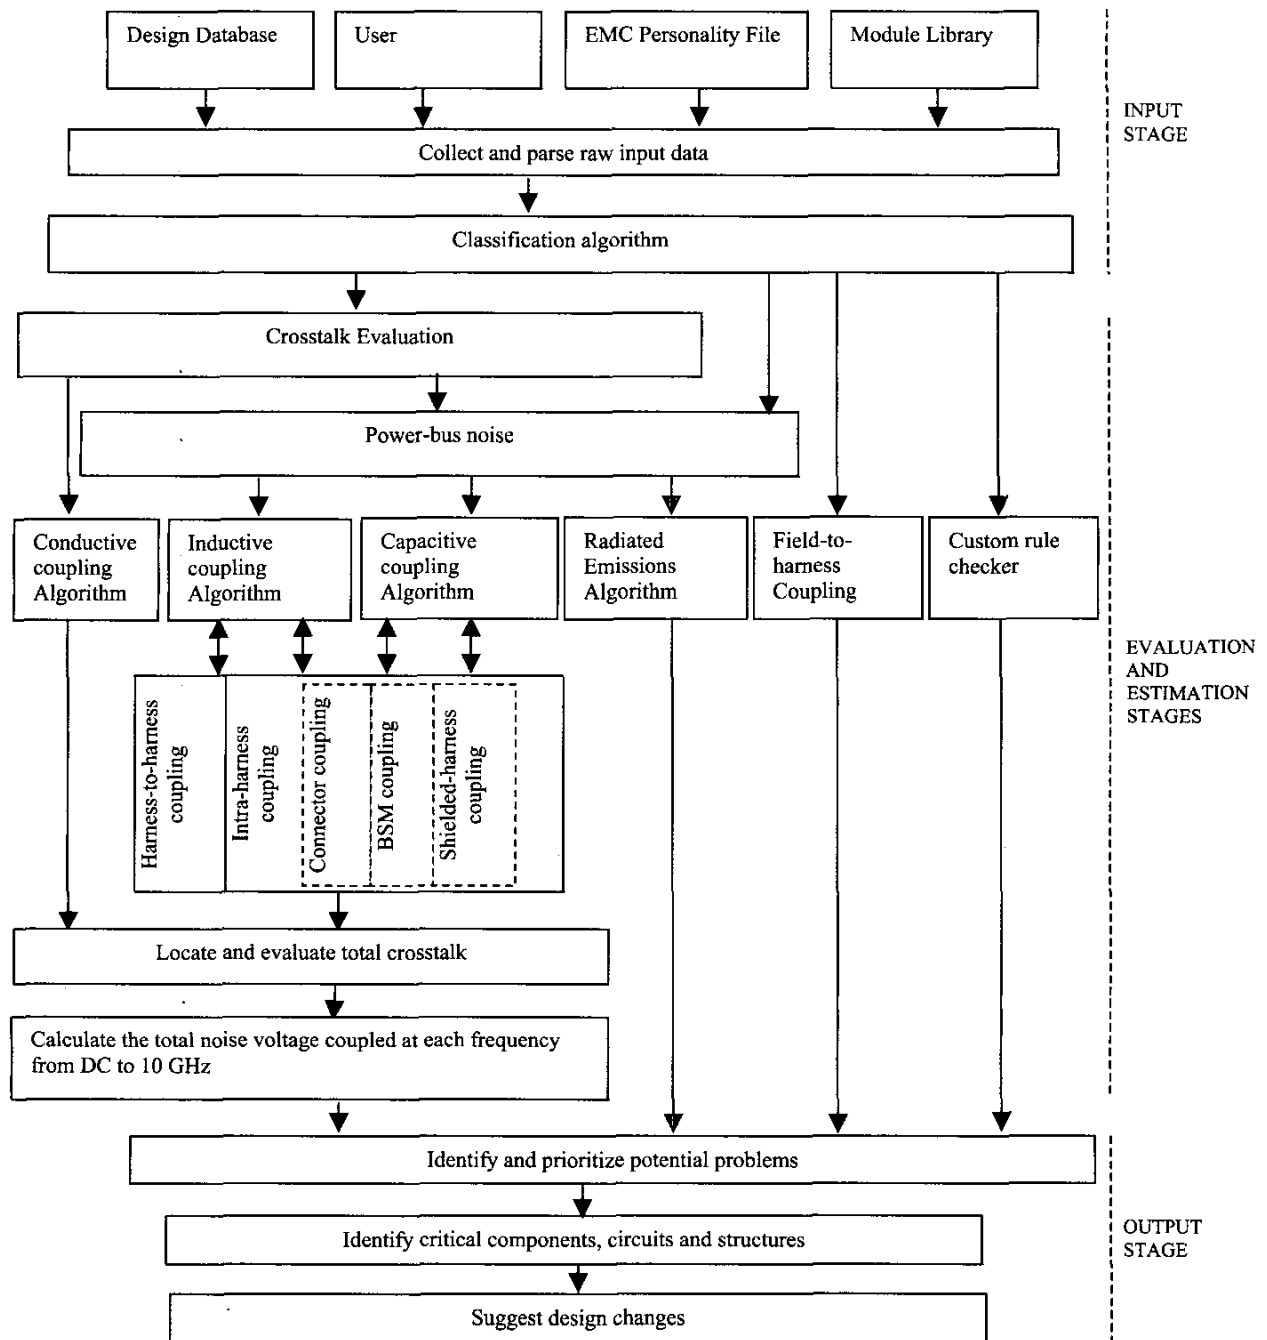 Design Database
User
EMC Personality File
Module Library
INPUT
STAGE
Collect and parse raw input data
Classification algorithm
Crosstalk Evaluation
Power-bus noise
Conductive
coupling
Algorithm
Inductive
coupling
Algorithm
Capacitive
coupling
Algorithm
Radiated
Emissions
Algorithm
Field-to-
harness
Coupling
Custom rule
checker
EVALUATION
AND
ESTIMATION
STAGES
Harness-to-harness
coupling
Intra-harness
coupling
Connector coupling
BSM coupling
Shielded-harness
coupling
Locate and evaluate total crosstalk
Calculate the total noise voltage coupled at each frequency
from DC to 10 GHz
Identify and prioritize potential problems
Identify critical components, circuits and structures
OUTPUT
STAGE
Suggest design changes